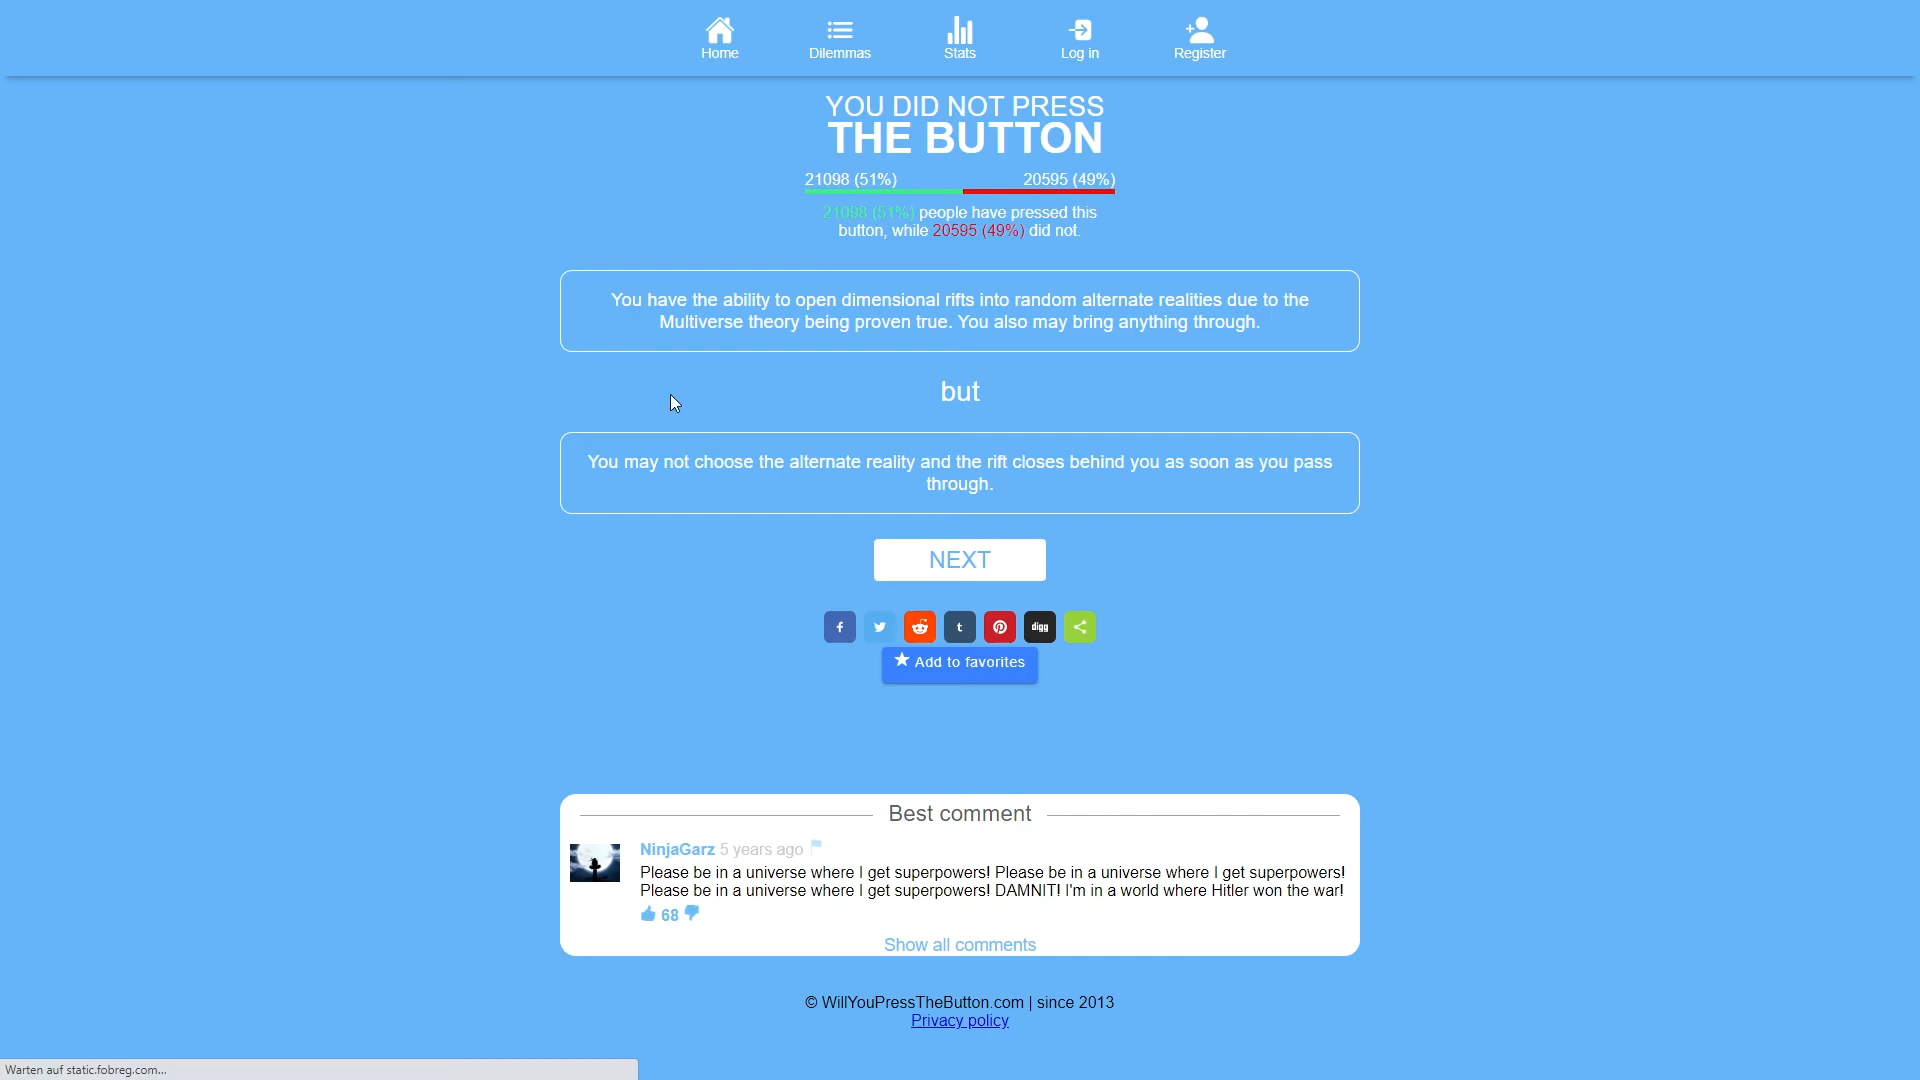 Home
Dilemmas
Stats
Log in
Register
YOU DID NOT PRESS
THE BUTTON
21098 (51%)
20595 (49%)
21098 (51%) people have pressed this
button, while 20595 (49%) did not.
You have the ability to open dimensional rifts into random alternate realities due to the
Multiverse theory being proven true. You also may bring anything through.
but
You may not choose the alternate reality and the rift closes behind you as soon as you pass
through.
NEXT
f
t
digg
Add to favorites
Best comment
NinjaGarz 5 years ago
Please be in a universe where I get superpowers! Please be in a universe where I get superpowers!
Please be in a universe where I get superpowers! DAMNIT! I'm in a world where Hitler won the war!
68
Show all comments
© WillYouPressTheButton.com | since 2013
Privacy policy
Warten auf static.fobreg.com...